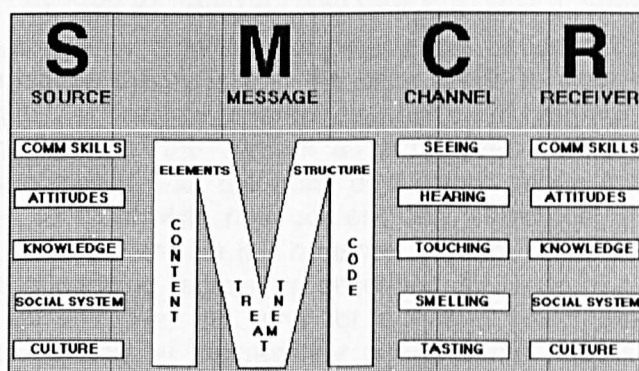 S M C R
SOURCE MESSAGE CHANNEL RECEIVER
COMM SKILLS
ATTITUDES
KNOWLEDGE
SOCIAL SYSTEM
CULTURE
ELEMENTS STRUCTURE
CONTENT
TREATMENT
CODE
SEEING
HEARING
TOUCHING
SMELLING
TASTING
COMM SKILLS
ATTITUDES
KNOWLEDGE
SOCIAL SYSTEM
CULTURE